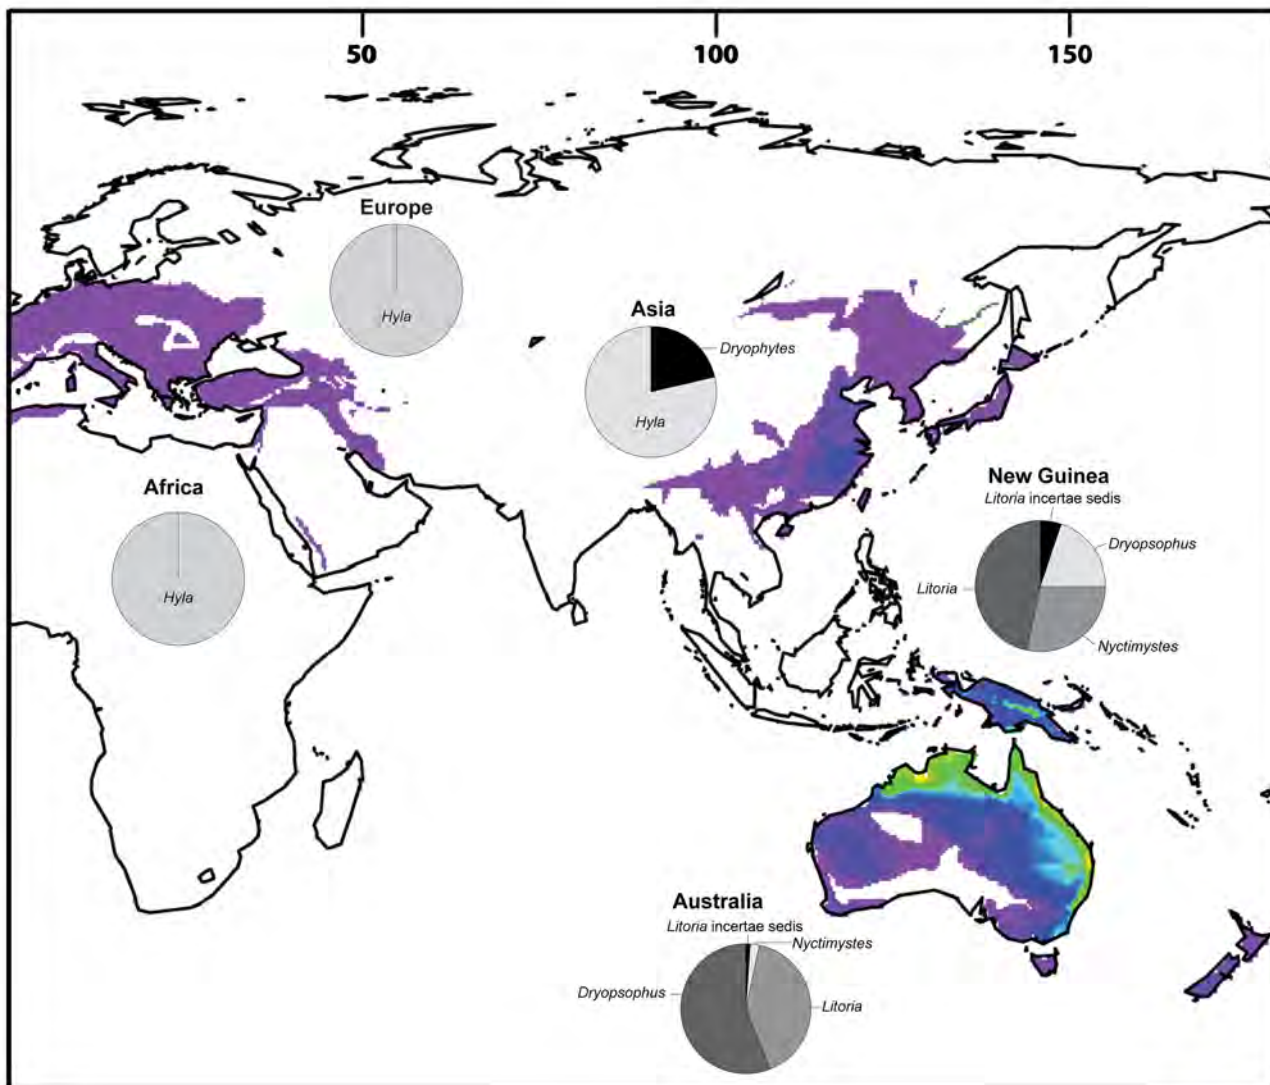 50 100 150
Europe
Hyla
Asia
Dryophytes
Hyla
Africa
Hyla
New Guinea
Litoria incertae sedis
Dryopsophus
Litoria
Nyctimystes
Australia
Litoria incertae sedis
Nyctimystes
Dryopsophus
Litoria